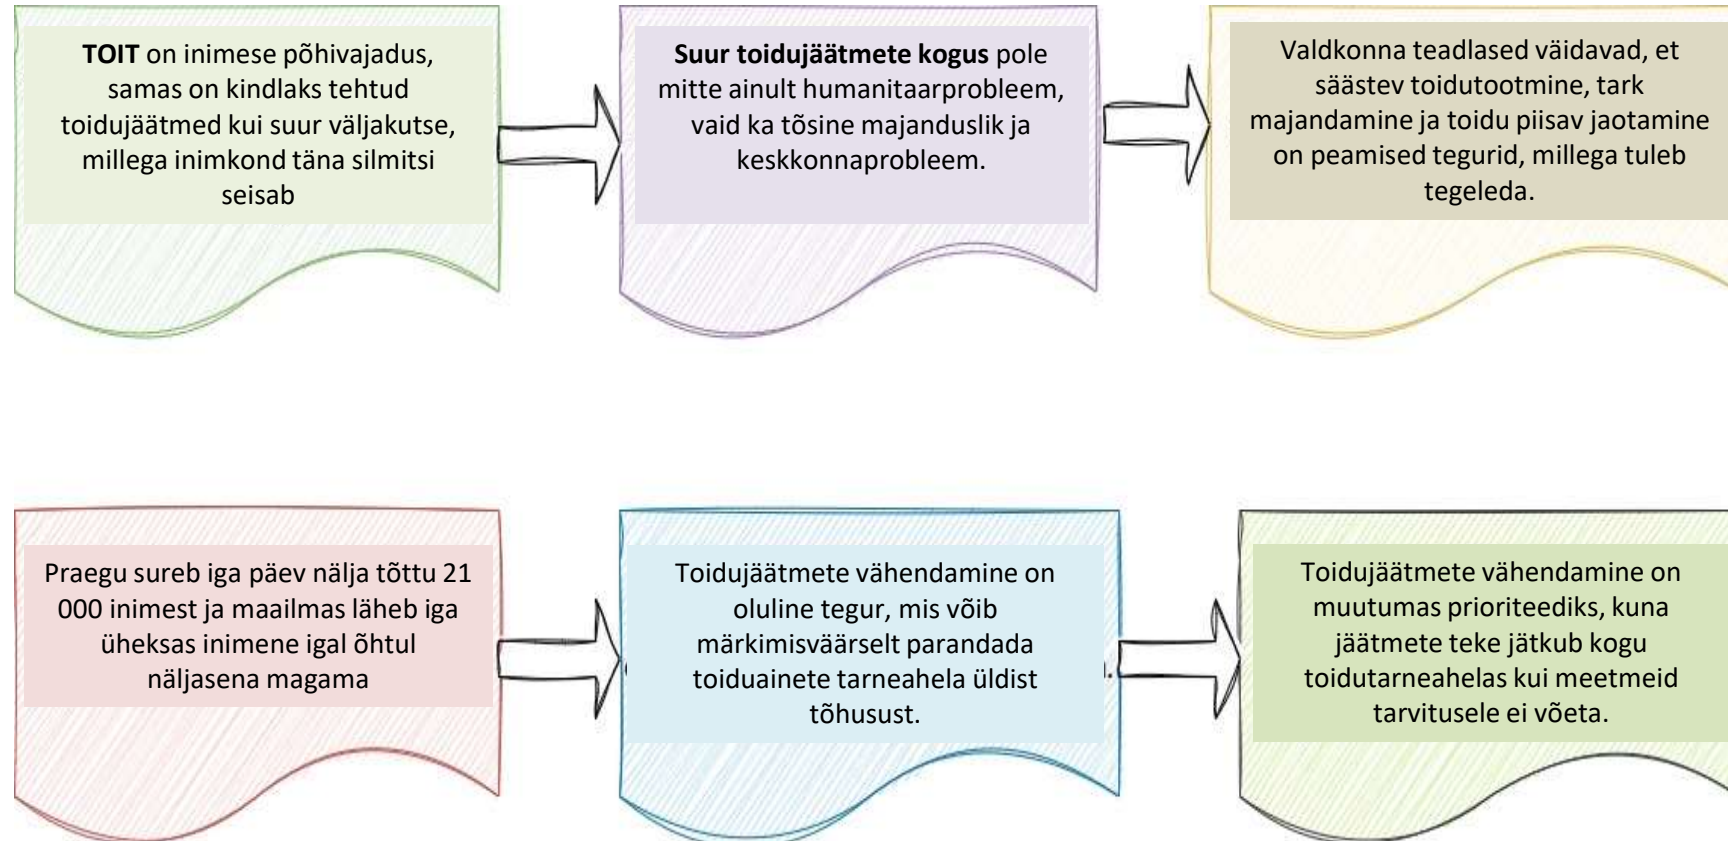 TOIT on inimese põhivajadus,
samas on kindlaks tehtud
toidujäätmed kui suur väljakutse,
millega inimkond täna silmitsi
seisab
Suur toidujäätmete kogus pole
mitte ainult humanitaarprobleem,
vaid ka tõsine majanduslik ja
keskkonnaprobleem.
Valdkonna teadlased väidavad, et
säästev toidutootmine, tark
majandamine ja toidu piisav jaotamine
on peamised tegurid, millega tuleb
tegeleda.
Praegu sureb iga päev nälja tõttu 21
000 inimest ja maailmas läheb iga
üheksas inimene igal õhtul
näljasena magama
Toidujäätmete vähendamine on
oluline tegur, mis võib
märkimisväärselt parandada
toiduainete tarneahela üldist
tõhusust.
Toidujäätmete vähendamine on
muutumas prioriteediks, kuna
jäätmete teke jätkub kogu
toidutarneahelas kui meetmeid
tarvitusele ei võeta.